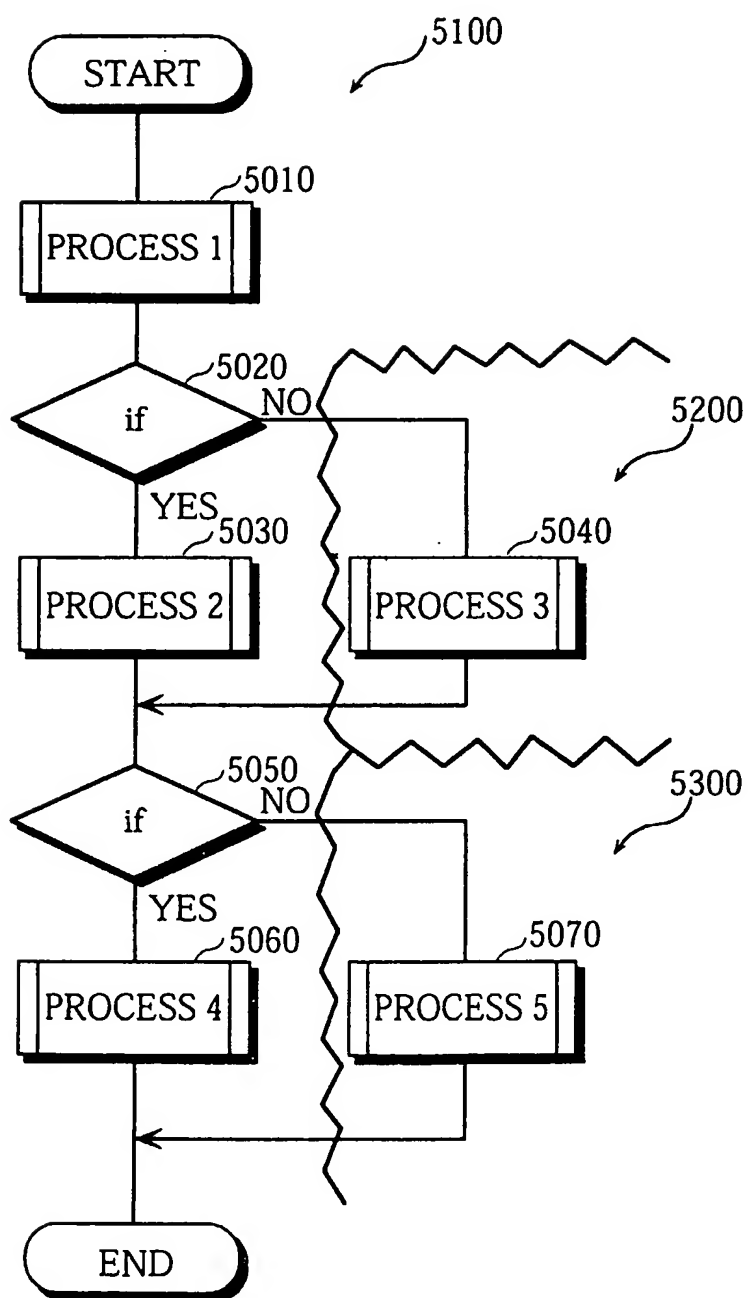 5100
START
5010
PROCESS 1
5020
if
NO
5200
YES
5030
5040
PROCESS 2
PROCESS 3
5050
if
NO
5300
YES
5060
5070
PROCESS 4
PROCESS 5
END